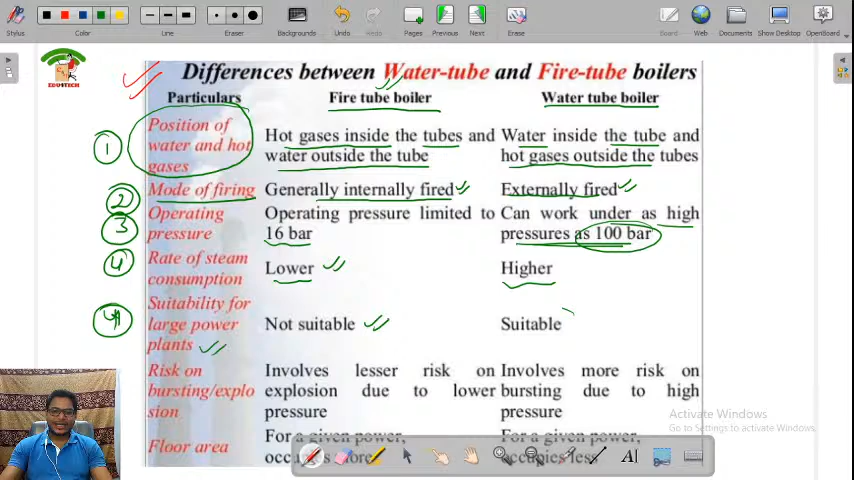 Stylus
Color
Line
Eraser
Backgrounds
Undo
Redo
Pages
Previous
Next
Erase
Board
Web
Documents
Show Desktop
OpenBoard
EDU4TECH
Differences between Water-tube and Fire-tube boilers
Particulars Fire tube boiler Water tube boiler
1 Position of water and hot gases
Hot gases inside the tubes and
water outside the tube
Water inside the tube and
hot gases outside the tubes
2 Mode of firing Generally internally fired Externally fired
3 Operating
pressure
Operating pressure limited to
16 bar
Can work under as high
pressures as 100 bar
4 Rate of steam
consumption
Lower Higher
Suitability for
large power
plants
Not suitable Suitable
Risk on
bursting/explo
sion
Involves lesser risk on
explosion due to lower
pressure
Involves more risk on
bursting due to high
pressure
Floor area
For a given power,
occupies more
For a given power,
occupies less
Activate Windows
Go to Settings to activate Windows.